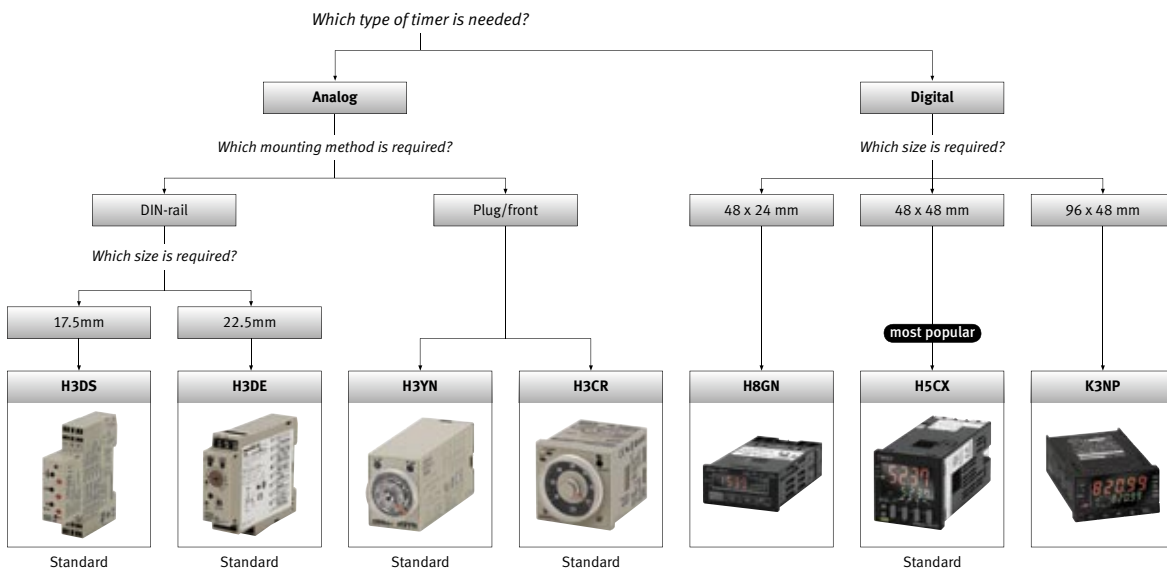 Which type of timer is needed?
Analog
Digital
Which mounting method is required?
Which size is required?
DIN-rail
Plug/front
48 x 24 mm
48 x 48 mm
96 x 48 mm
Which size is required?
17.5mm
22.5mm
most popular
H3DS
H3DE
H3YN
H3CR
H8GN
H5CX
K3NP
82099
Standard
Standard
Standard
Standard
Standard